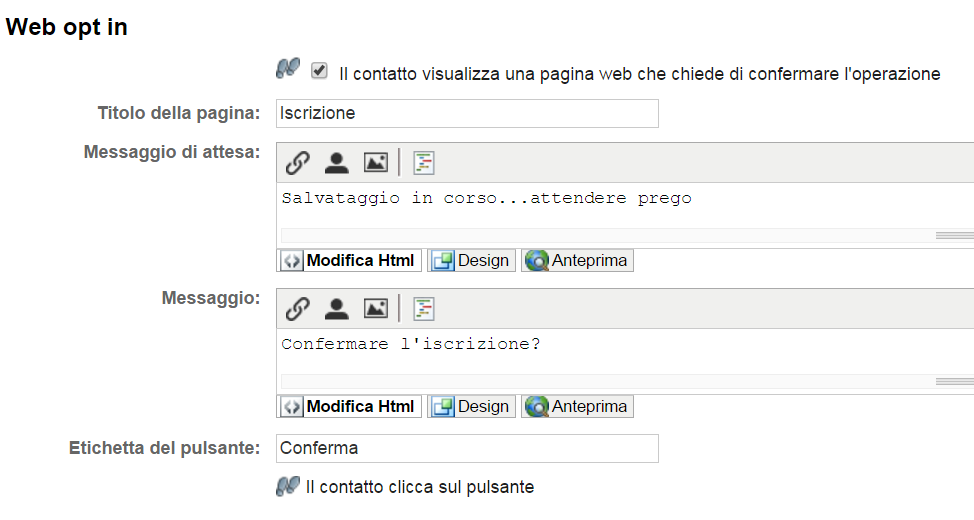 Web opt in
Il contatto visualizza una pagina web che chiede di confermare l'operazione
Titolo della pagina: Iscrizione
Messaggio di attesa:
Salvataggio in corso...attendere prego
Modifica Html Design Anteprima
Messaggio:
Confermare l'iscrizione?
Modifica Html Design Anteprima
Etichetta del pulsante: Conferma
Il contatto clicca sul pulsante